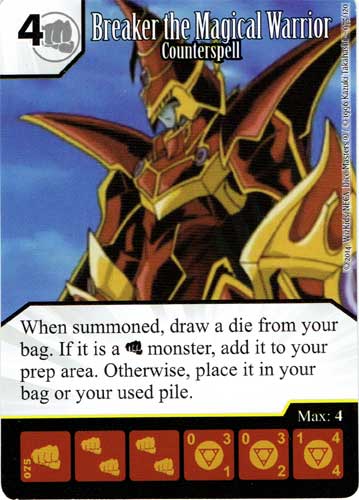 4
Breaker the Magical Warrior
Counterspell
When summoned, draw a die from your
bag. If it is a monster, add it to your
prep area. Otherwise, place it in your
bag or your used pile.
Max: 4
075
0 3 1
0 3 2
1 4 4